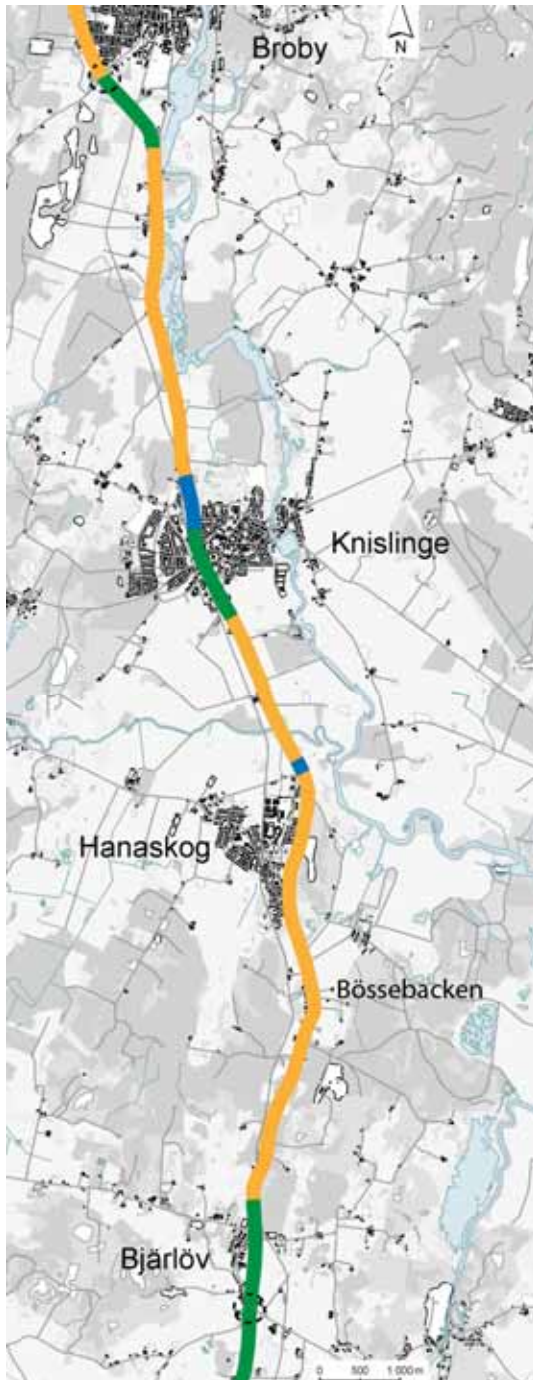 Broby
N
Knislinge
Hanaskog
Bössebacken
Bjärlöv
0 500 1 000 m